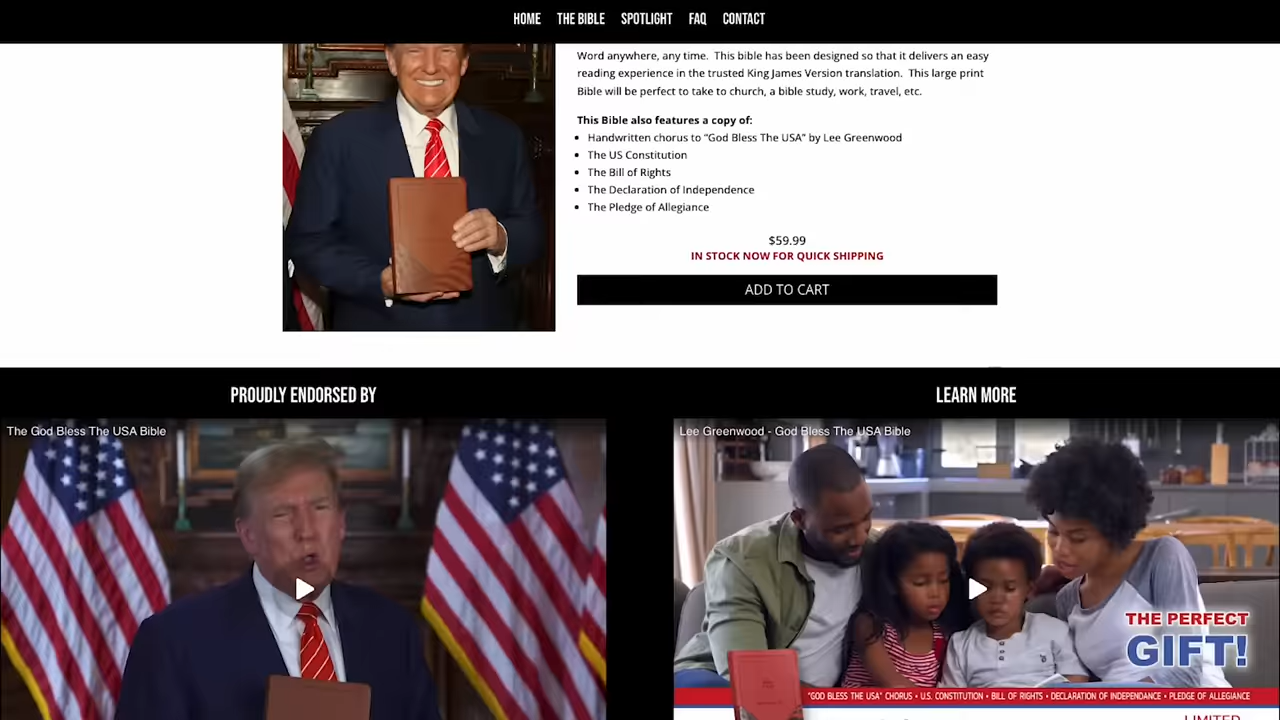 HOME THE BIBLE SPOTLIGHT FAQ CONTACT
Word anywhere, any time. This bible has been designed so that it delivers an easy
reading experience in the trusted King James Version translation. This large print
Bible will be perfect to take to church, a bible study, work, travel, etc.
This Bible also features a copy of:
• Handwritten chorus to “God Bless The USA” by Lee Greenwood
• The US Constitution
• The Bill of Rights
• The Declaration of Independence
• The Pledge of Allegiance
$59.99
IN STOCK NOW FOR QUICK SHIPPING
ADD TO CART
PROUDLY ENDORSED BY
LEARN MORE
The God Bless The USA Bible
Lee Greenwood - God Bless The USA Bible
THE PERFECT
GIFT!
"GOD BLESS THE USA" CHORUS • U.S. CONSTITUTION • BILL OF RIGHTS • DECLARATION OF INDEPENDENCE • PLEDGE OF ALLEGIANCE
LIMITED